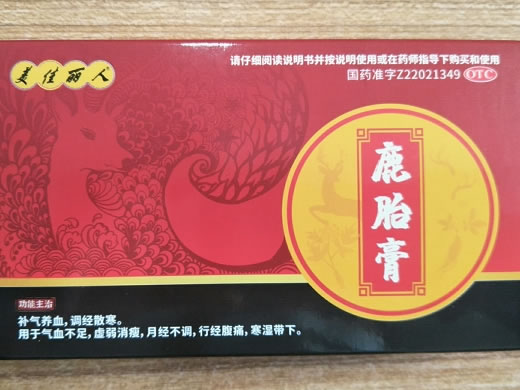 美佳丽人
请仔细阅读说明书并按说明使用或在药师指导下购买和使用
国药准字Z22021349 OTC
鹿胎膏
功能主治
补气养血,调经散寒。
用于气血不足,虚弱消瘦,月经不调,行经腹痛,寒湿带下。